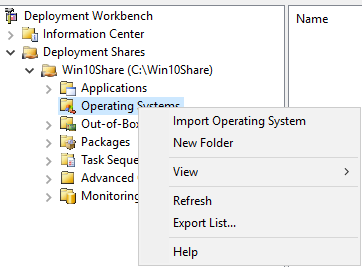 Deployment Workbench
Name
Information Center
Deployment Shares
Win10Share (C:\Win10Share)
Applications
Operating Systems
Out-of-Bo
Packages
Task Seque
Advanced
Monitoring
Import Operating System
New Folder
View
Refresh
Export List...
Help